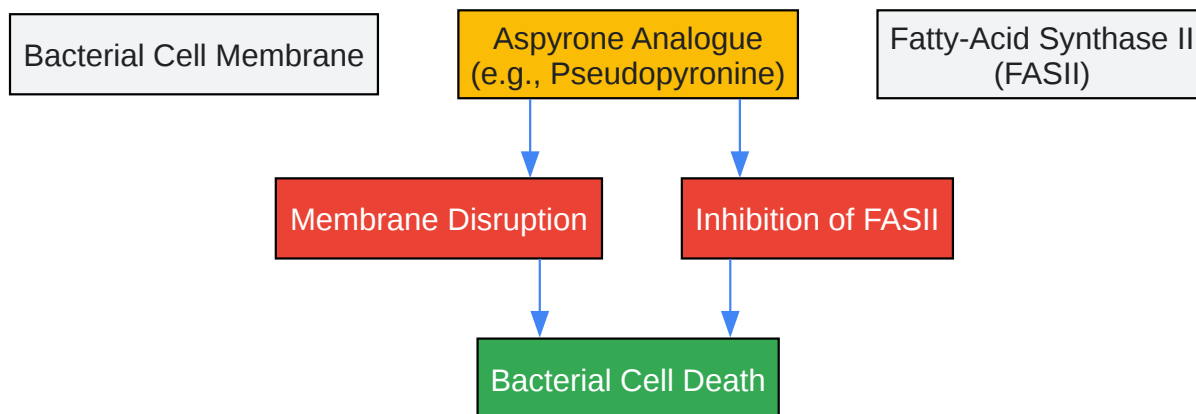 Bacterial Cell Membrane
Aspyrone Analogue
(e.g., Pseudopyronine)
Fatty-Acid Synthase II
(FASII)
Membrane Disruption
Inhibition of FASII
Bacterial Cell Death